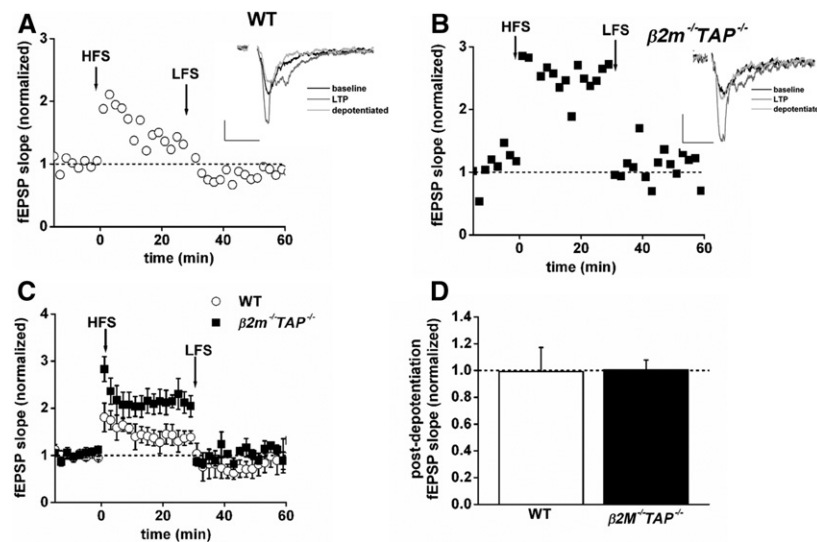 A
WT
HFS
LFS
baseline
LTP
depotentiated
fEPSP slope (normalized)
3
2
1
0
0
20
40
60
time (min)
B
β2m-/-TAP-/-
HFS
LFS
baseline
LTP
depotentiated
fEPSP slope (normalized)
3
2
1
0
0
20
40
60
time (min)
C
WT
β2m-/-TAP-/-
HFS
LFS
fEPSP slope (normalized)
4
3
2
1
0
0
20
40
60
time (min)
D
post-depotentiation
fEPSP slope (normalized)
1.4
1.2
1.0
0.8
0.6
0.4
0.2
0.0
WT
β2M-/-TAP-/-